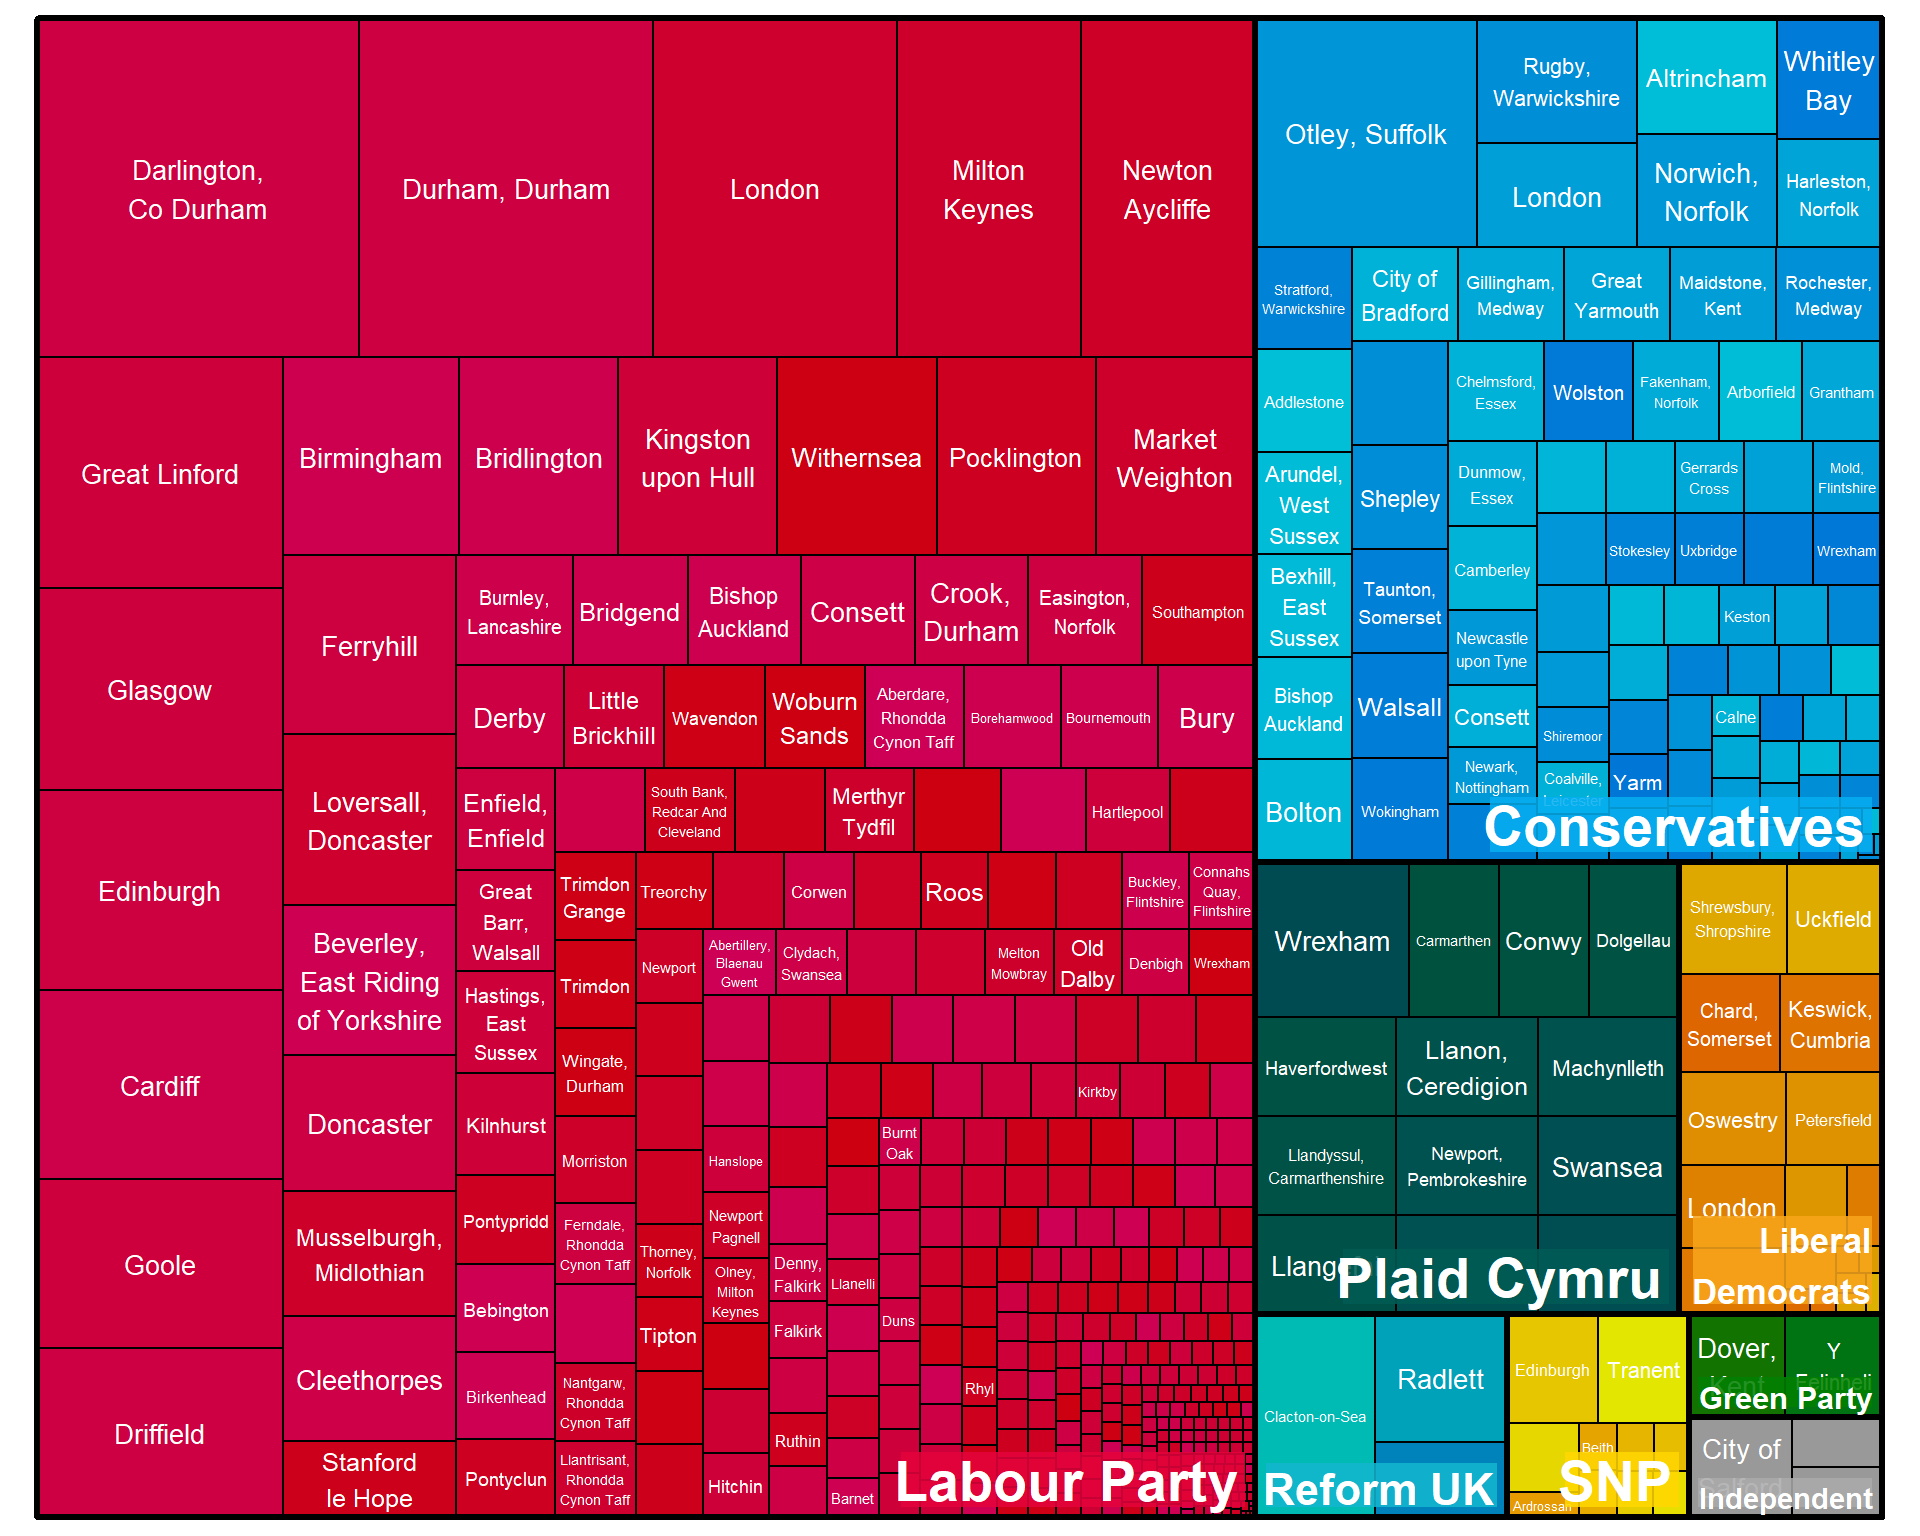 Darlington,
Co Durham
Durham, Durham
London
Milton
Keynes
Newton
Aycliffe
Great Linford
Birmingham
Bridlington
Kingston
upon Hull
Withernsea
Pocklington
Market
Weighton
Glasgow
Ferryhill
Burnley,
Lancashire
Bridgend
Bishop
Auckland
Consett
Crook,
Durham
Easington,
Norfolk
Southampton
Derby
Little
Brickhill
Wavendon
Woburn
Sands
Aberdare,
Rhondda
Cynon Taff
Borehamwood
Bournemouth
Bury
Edinburgh
Loversall,
Doncaster
Enfield,
Enfield
South Bank,
Redcar And
Cleveland
Merthyr
Tydfil
Hartlepool
Great
Barr,
Walsall
Trimdon
Grange
Treorchy
Corwen
Roos
Buckley,
Flintshire
Connahs
Quay,
Flintshire
Beverley,
East Riding
of Yorkshire
Trimdon
Newport
Abertillery,
Blaenau
Gwent
Clydach,
Swansea
Melton
Mowbray
Old
Dalby
Denbigh
Wrexham
Hastings,
East
Sussex
Cardiff
Doncaster
Kilnhurst
Wingate,
Durham
Kirkby
Morriston
Hanslope
Burnt
Oak
Goole
Musselburgh,
Midlothian
Pontypridd
Ferndale,
Rhondda
Cynon Taff
Newport
Pagnell
Thorney,
Norfolk
Olney,
Milton
Keynes
Denny,
Falkirk
Llanelli
Bebington
Tipton
Falkirk
Duns
Driffield
Cleethorpes
Birkenhead
Nantgarw,
Rhondda
Cynon Taff
Rhyl
Stanford
le Hope
Pontyclun
Llantrisant,
Rhondda
Cynon Taff
Ruthin
Hitchin
Barnet
Labour Party
Otley, Suffolk
Rugby,
Warwickshire
Altrincham
Whitley
Bay
London
Norwich,
Norfolk
Harleston,
Norfolk
Stratford,
Warwickshire
City of
Bradford
Gillingham,
Medway
Great
Yarmouth
Maidstone,
Kent
Rochester,
Medway
Addlestone
Chelmsford,
Essex
Wolston
Fakenham,
Norfolk
Arborfield
Grantham
Arundel,
West
Sussex
Shepley
Dunmow,
Essex
Gerrards
Cross
Mold,
Flintshire
Stokesley
Uxbridge
Wrexham
Bexhill,
East
Sussex
Taunton,
Somerset
Camberley
Keston
Newcastle
upon Tyne
Bishop
Auckland
Walsall
Consett
Shiremoor
Calne
Bolton
Wokingham
Newark,
Nottingham
Coalville,
Leicester
Yarm
Conservatives
Wrexham
Carmarthen
Conwy
Dolgellau
Haverfordwest
Llanon,
Ceredigion
Machynlleth
Llandyssul,
Carmarthenshire
Newport,
Pembrokeshire
Swansea
Plaid Cymru
Shrewsbury,
Shropshire
Uckfield
Chard,
Somerset
Keswick,
Cumbria
Oswestry
Petersfield
London
Liberal
Democrats
Clacton-on-Sea
Radlett
Reform UK
Edinburgh
Tranent
Beith
Ardrossan
SNP
Dover,
Kent
Y
Felinheli
Green Party
City of
Salford
Independent